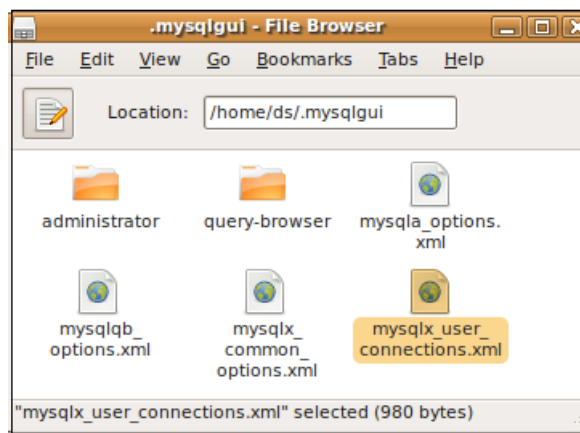 .mysqlgui - File Browser
File Edit View Go Bookmarks Tabs Help
Location: /home/ds/.mysqlgui
administrator
query-browser
mysqla_options.
xml
mysqlqb_
options.xml
mysqlx_
common_
options.xml
mysqlx_user_
connections.xml
"mysqlx_user_connections.xml" selected (980 bytes)